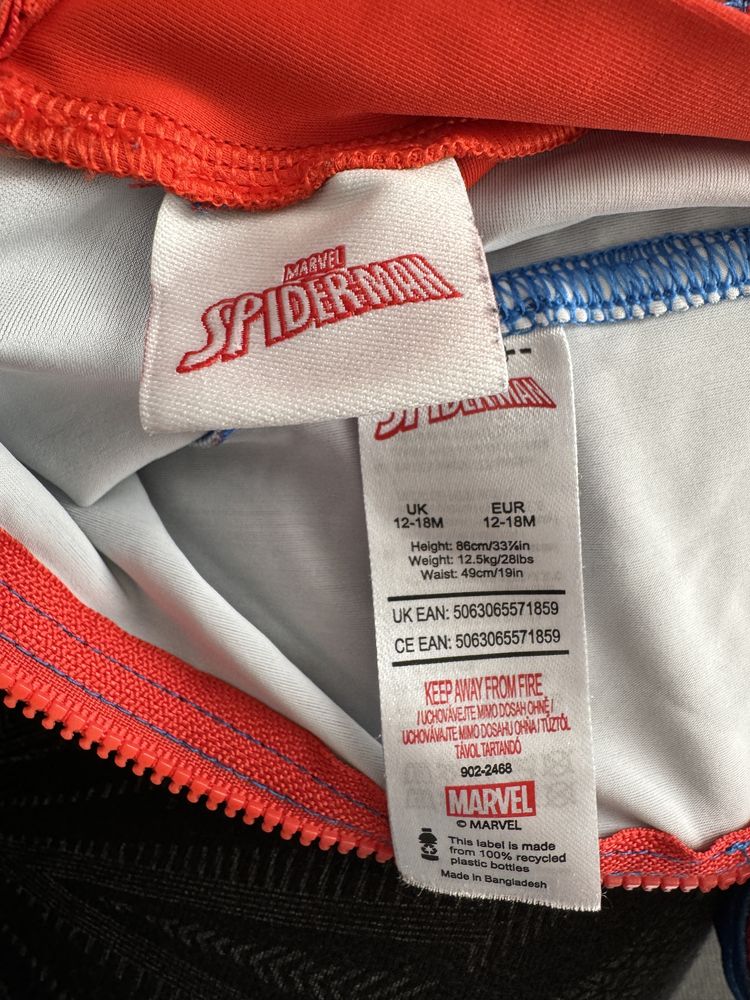 MARVEL
SPIDER-MAN
SPIDER-MAN
UK EUR
12-18M 12-18M
Height: 86cm/33¾in
Weight: 12.5kg/28lbs
Waist: 49cm/19in
UK EAN: 5063065571859
CE EAN: 5063065571859
KEEP AWAY FROM FIRE
/ UCHOVÁVEJTE MIMO DOSAH OHNĚ /
UCHOVÁVAJTE MIMO DOSAHU OHŇA / TŰZTŐL
TÁVOL TARTANDÓ
902-2468
MARVEL
© MARVEL
This label is made
from 100% recycled
plastic bottles
Made in Bangladesh